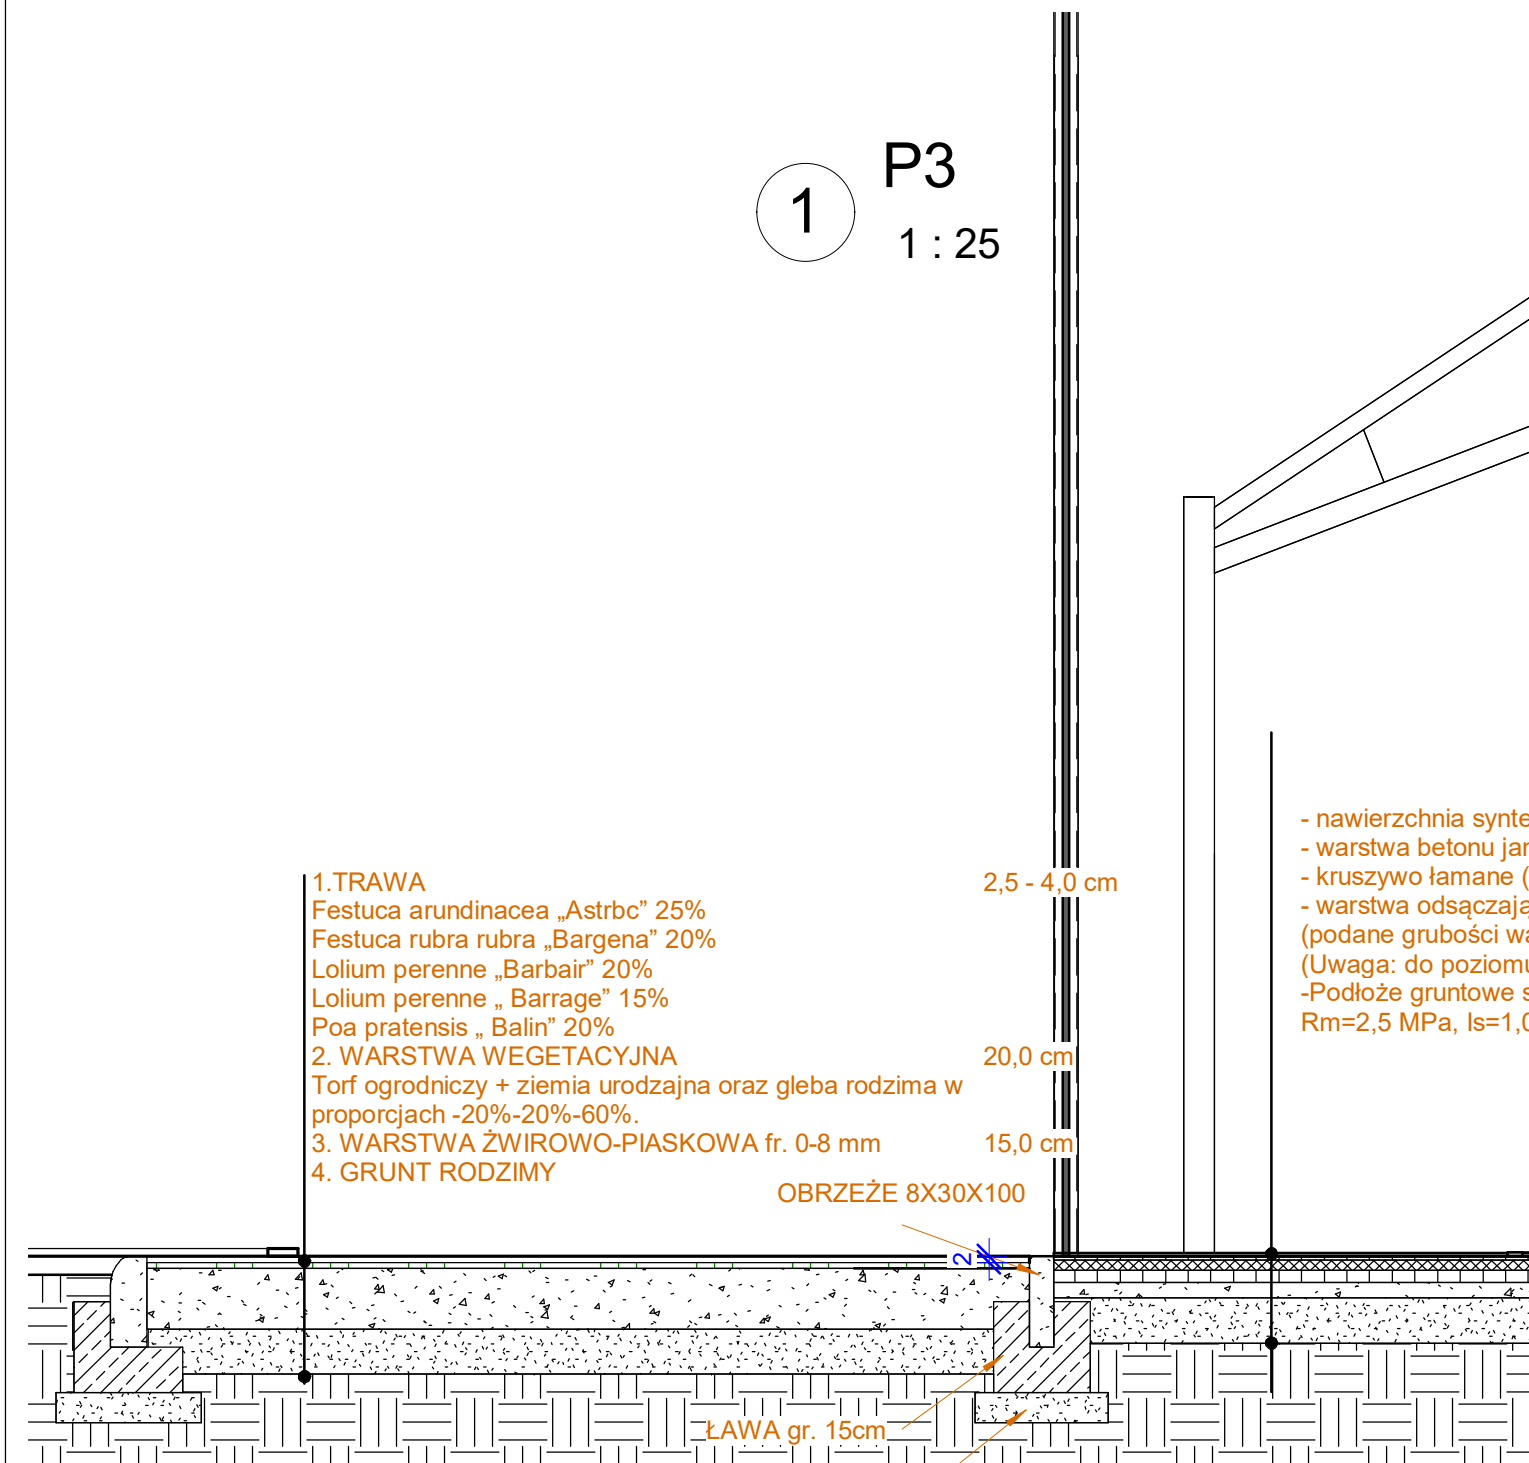 P3
1
1 : 25
1.TRAWA 2,5 - 4,0 cm
Festuca arundinacea „Astrbc” 25%
Festuca rubra rubra „Bargena” 20%
Lolium perenne „Barbair” 20%
Lolium perenne „ Barrage” 15%
Poa pratensis „ Balin” 20%
2. WARSTWA WEGETACYJNA 20,0 cm
Torf ogrodniczy + ziemia urodzajna oraz gleba rodzima w
proporcjach -20%-20%-60%.
3. WARSTWA ŻWIROWO-PIASKOWA fr. 0-8 mm 15,0 cm
4. GRUNT RODZIMY
OBRZEŻE 8X30X100
2
ŁAWA gr. 15cm
- nawierzchnia synte
- warstwa betonu
- kruszywo łamane (
- warstwa odsączają
(podane grubości wa
(Uwaga: do poziomu
-Podłoże gruntowe s
Rm=2,5 MPa, Is=1,0